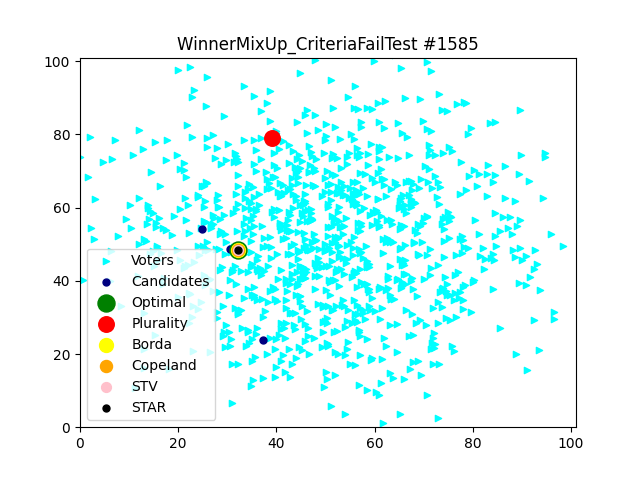 WinnerMixUp_CriteriaFailTest #1585
100
80
60
40
20
0
Voters
Candidates
Optimal
Plurality
Borda
Copeland
STV
STAR
0 20 40 60 80 100